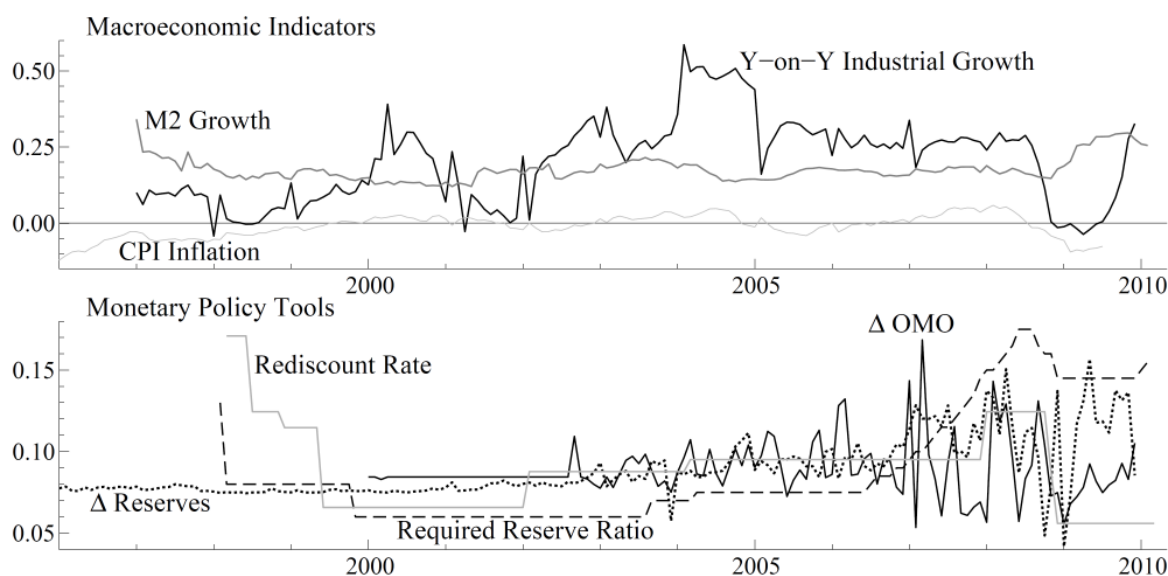 Macroeconomic Indicators
0.50
Y−on−Y Industrial Growth
M2 Growth
0.25
0.00
CPI Inflation
2000
2005
2010
Monetary Policy Tools
Δ OMO
0.15
Rediscount Rate
0.10
Δ Reserves
Required Reserve Ratio
0.05
2000
2005
2010